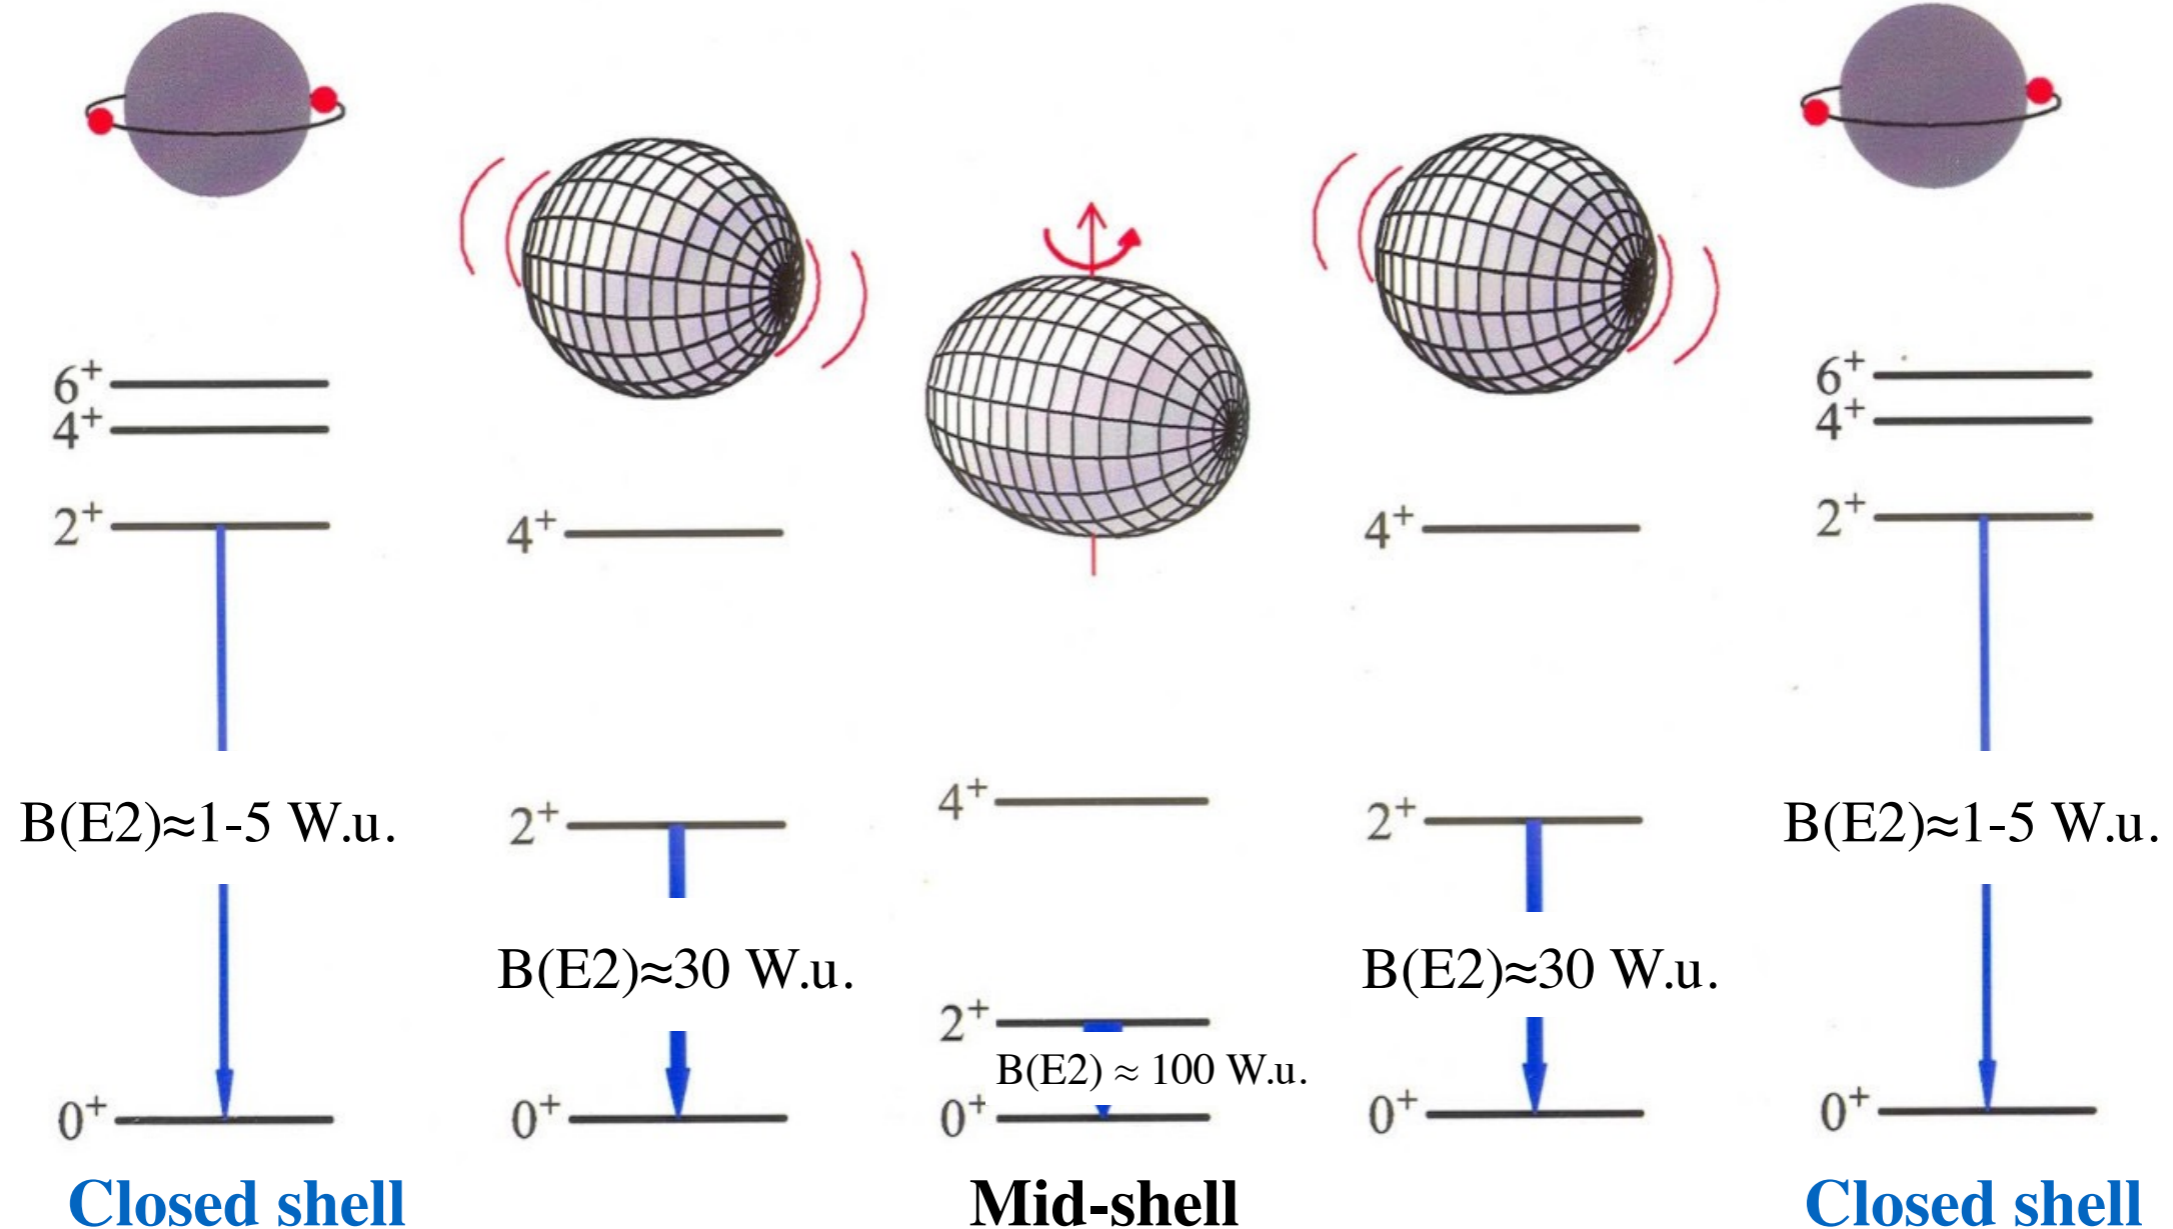 6⁺
4⁺
2⁺
B(E2)≈1-5 W.u.
0⁺
Closed shell
4⁺
2⁺
B(E2)≈30 W.u.
0⁺
4⁺
2⁺
B(E2) ≈ 100 W.u.
0⁺
Mid-shell
4⁺
2⁺
B(E2)≈30 W.u.
0⁺
6⁺
4⁺
2⁺
B(E2)≈1-5 W.u.
0⁺
Closed shell